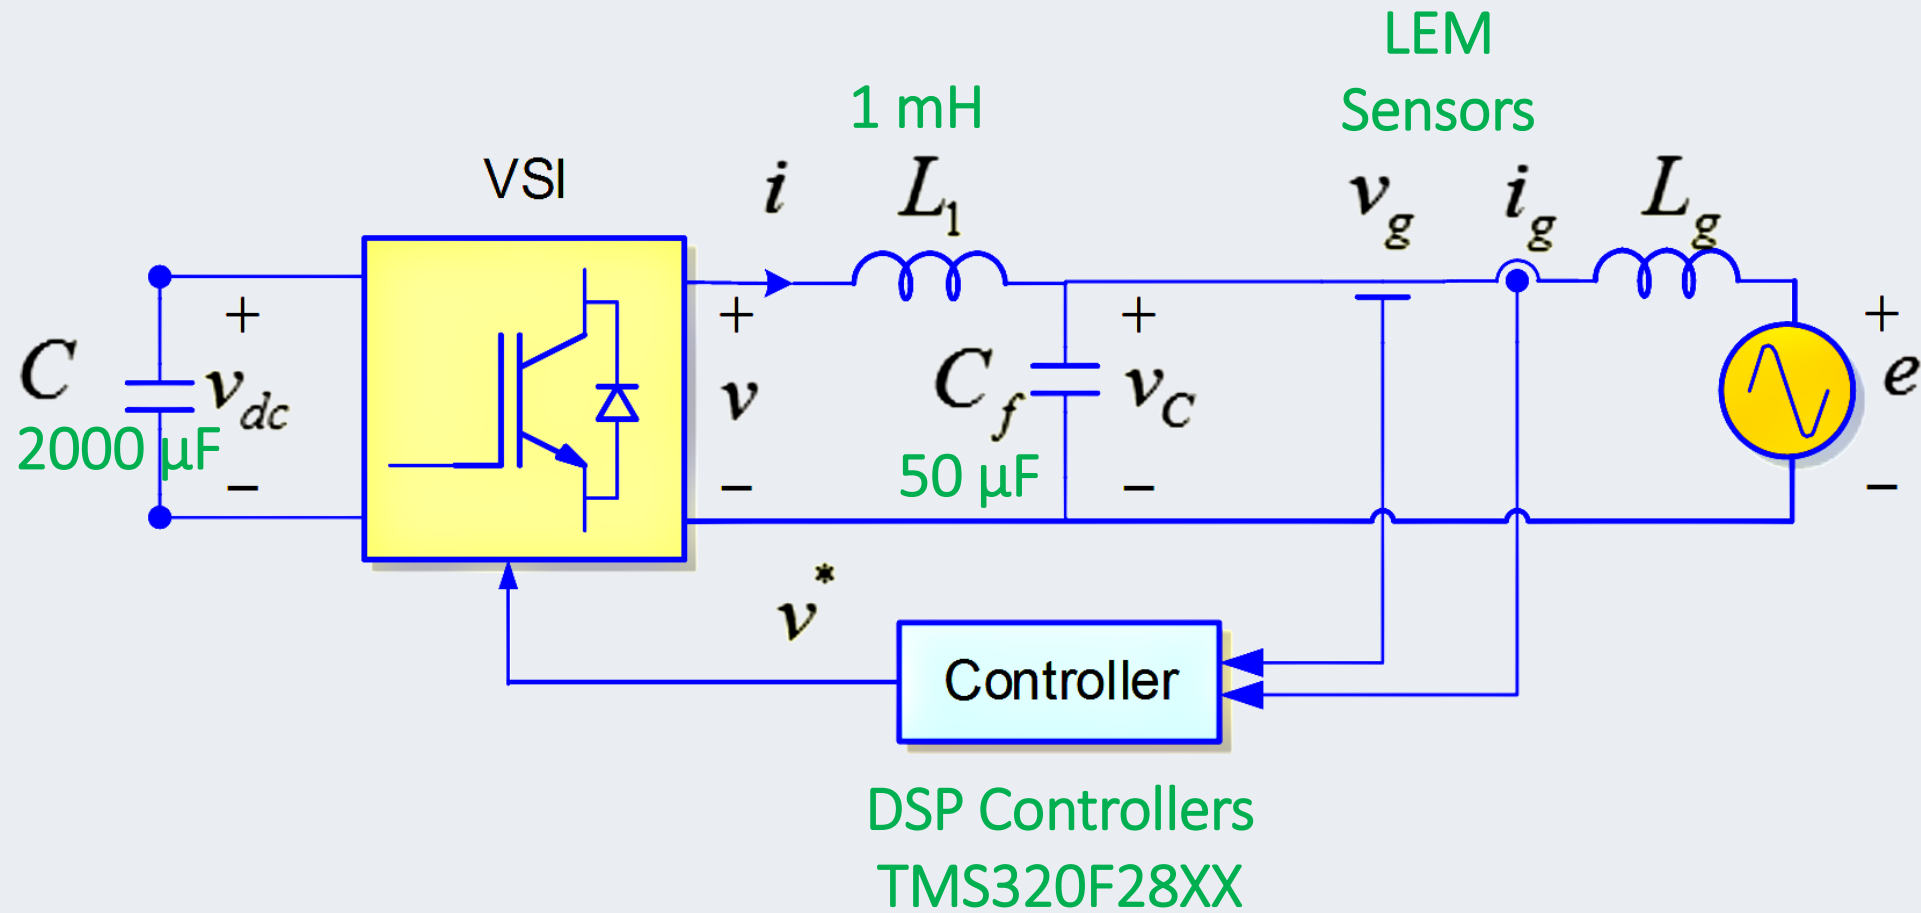 LEM
Sensors
1 mH
VSI
i
L1
vg
ig
Lg
+
+
+
+
C
vdc
v
Cf
vC
e
2000 µF
50 µF
−
−
−
−
v*
Controller
DSP Controllers
TMS320F28XX